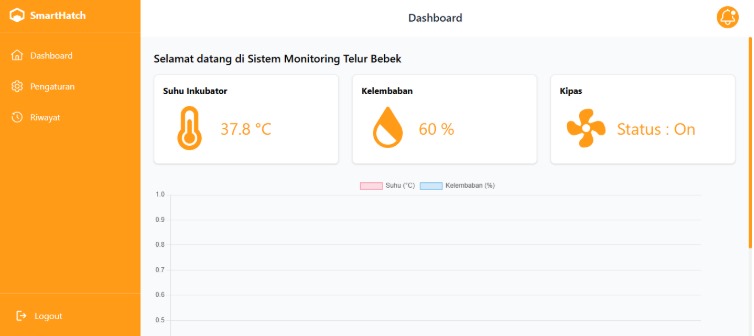 SmartHatch
Dashboard
Dashboard
Pengaturan
Riwayat
Logout
Selamat datang di Sistem Monitoring Telur Bebek
Suhu Inkubator
37.8 °C
Kelembaban
60 %
Kipas
Status : On
Suhu (°C)
Kelembaban (%)
1.0
0.9
0.8
0.7
0.6
0.5